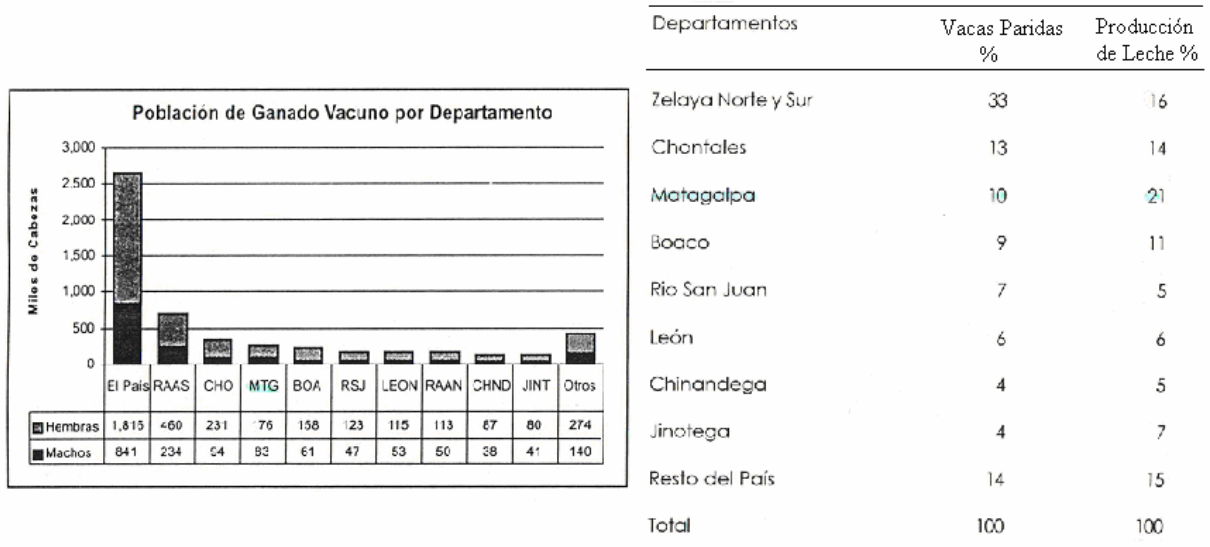 Población de Ganado Vacuno por Departamento
Miles de Cabezas
3,000
2,500
2,000
1,500
1,000
500
0
El País RAAS CHO MTG BOA RSJ LEON RAAN CHND JINT Otros
Hembras 1,816 460 231 176 158 123 115 113 87 80 274
Machos 841 234 94 83 61 47 53 50 38 41 140
Departamentos Vacas Paridas % Producción de Leche %
Zelaya Norte y Sur 33 16
Chontales 13 14
Matagalpa 10 21
Boaco 9 11
Rio San Juan 7 5
León 6 6
Chinandega 4 5
Jinotega 4 7
Resto del País 14 15
Total 100 100